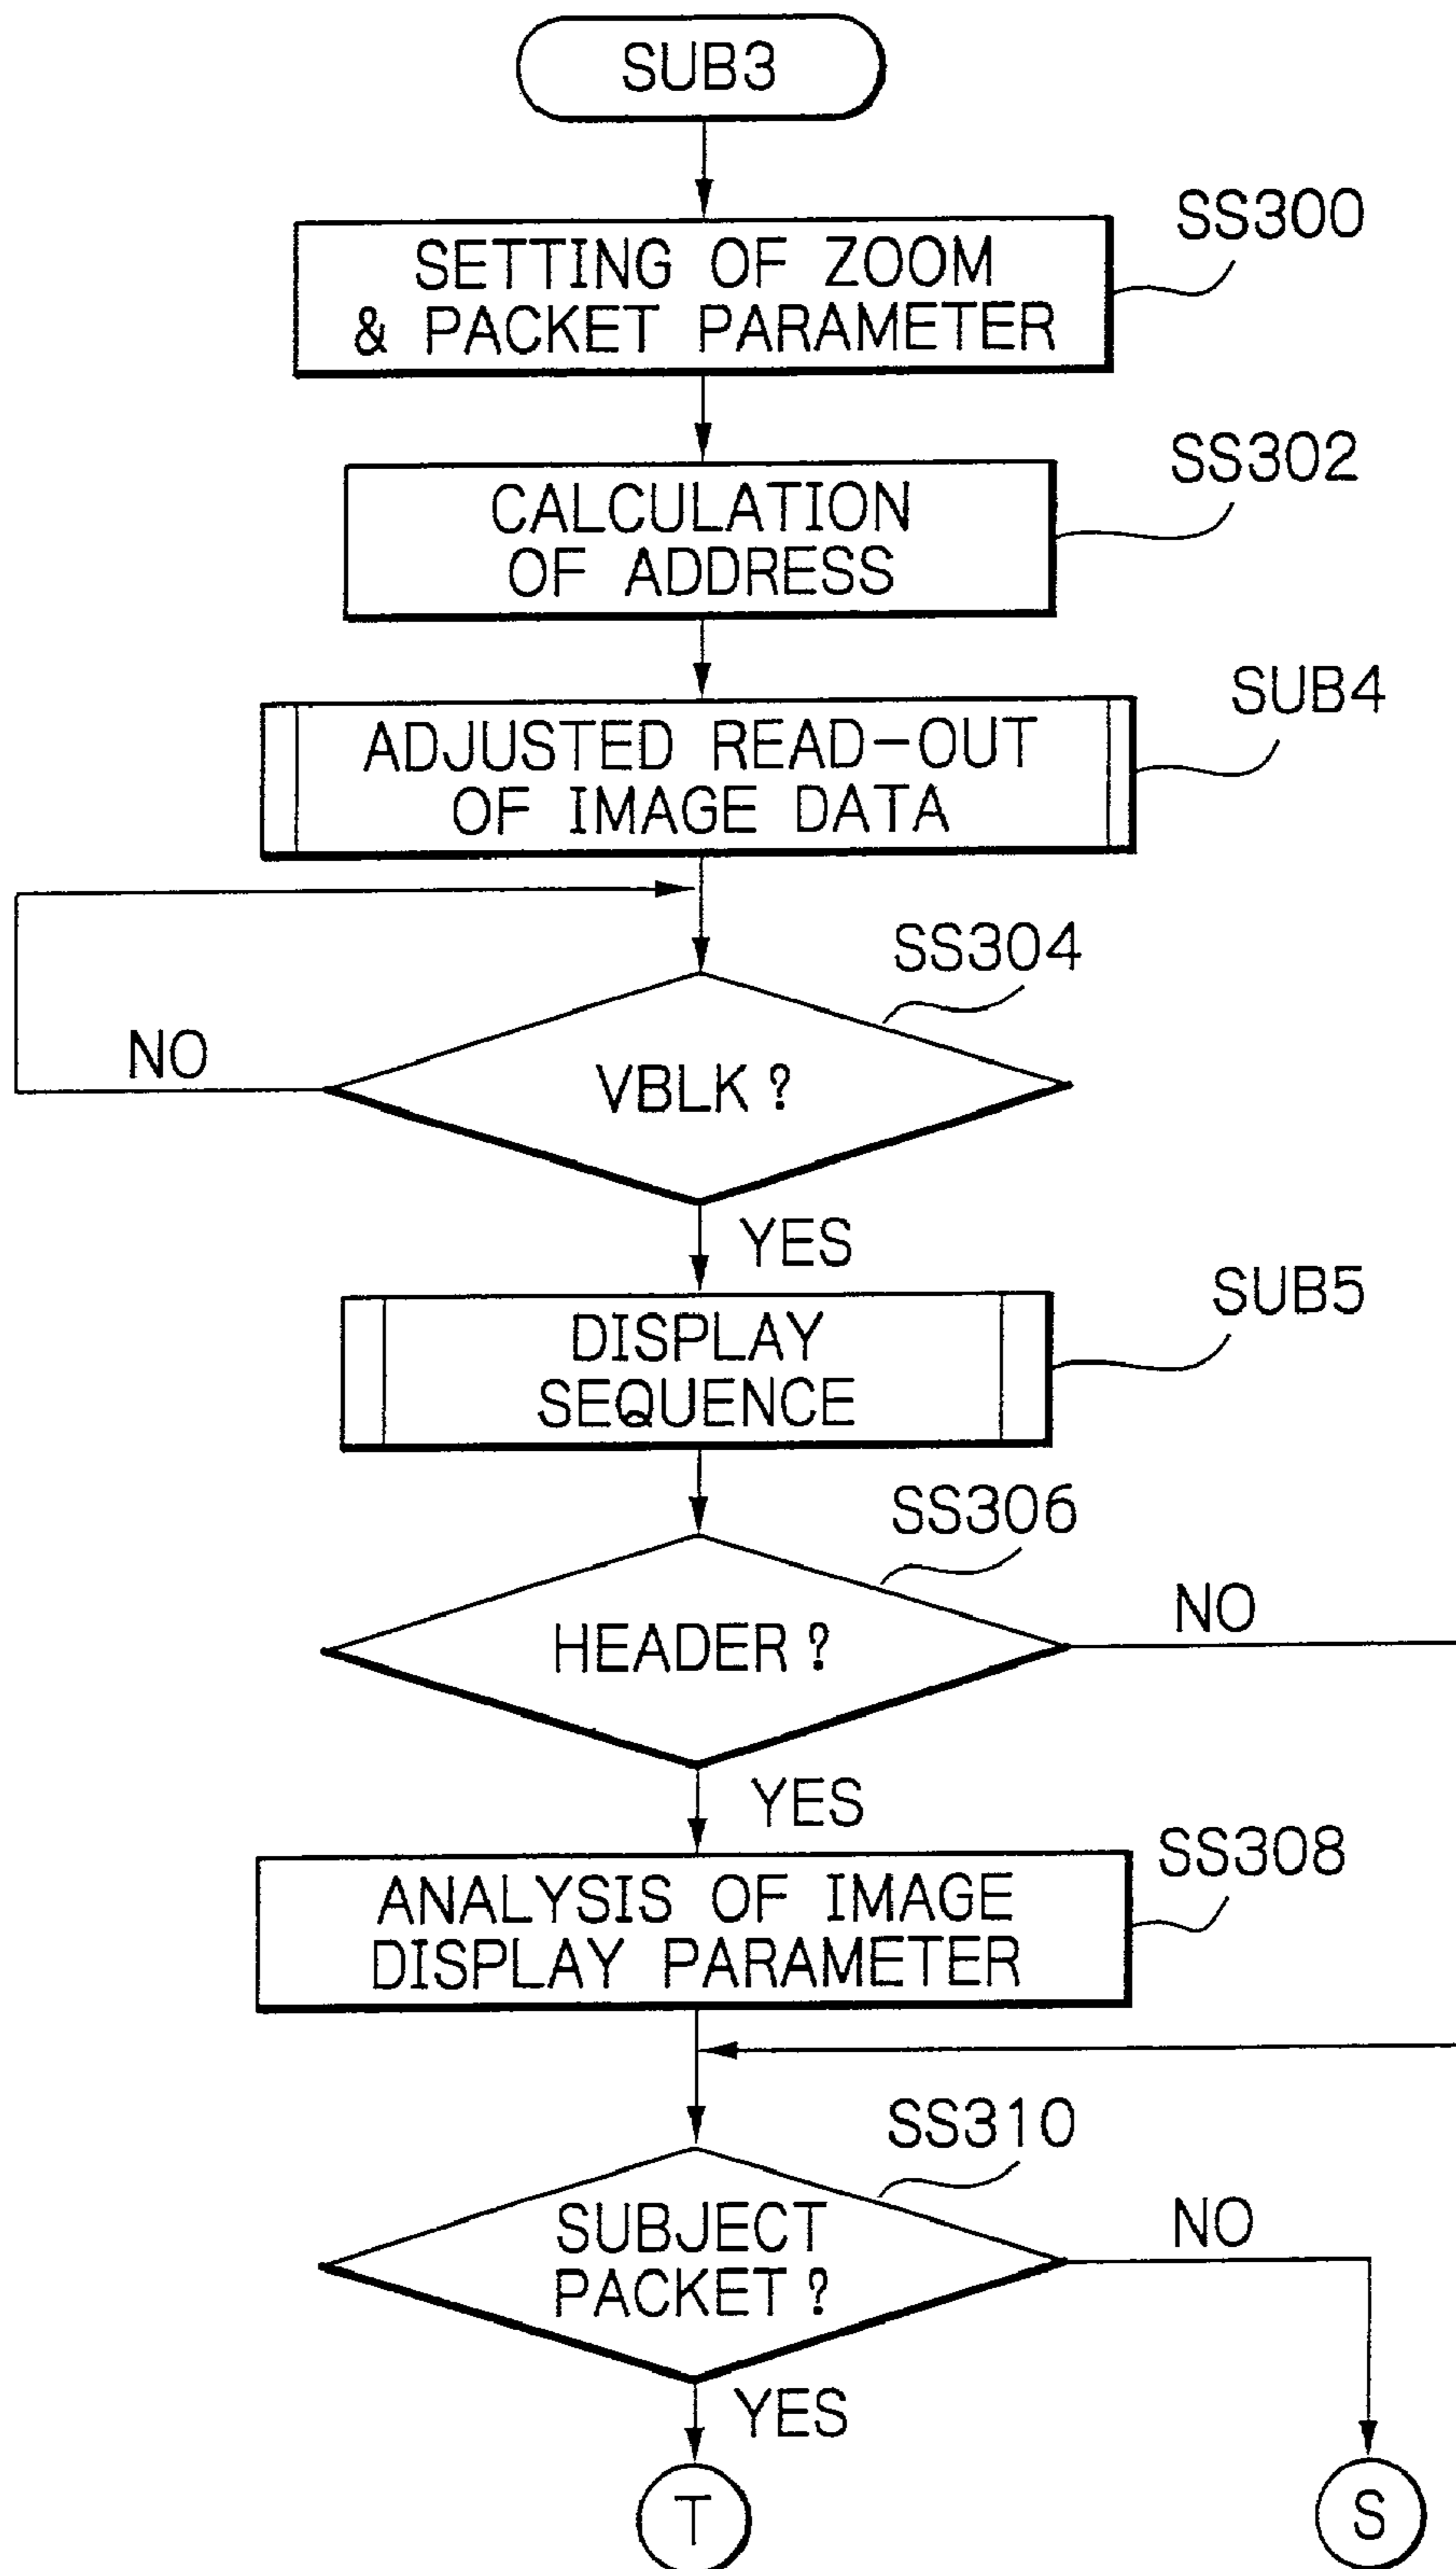 SUB3
SS300
SETTING OF ZOOM
& PACKET PARAMETER
SS302
CALCULATION
OF ADDRESS
SUB4
ADJUSTED READ-OUT
OF IMAGE DATA
SS304
NO
VBLK?
YES
SUB5
DISPLAY
SEQUENCE
SS306
NO
HEADER?
YES
SS308
ANALYSIS OF IMAGE
DISPLAY PARAMETER
SS310
NO
SUBJECT
PACKET?
YES
T
S